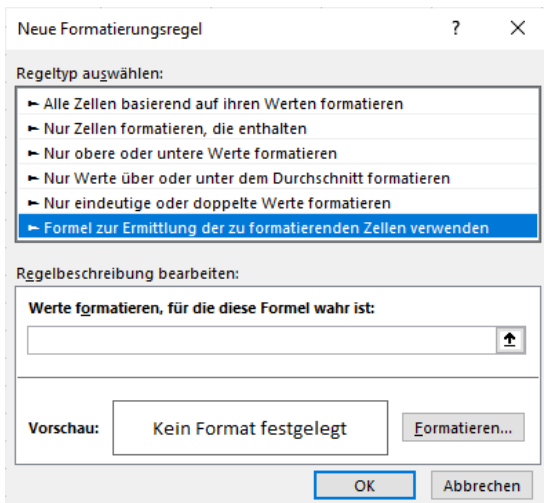 Neue Formatierungsregel ? ×
Regeltyp auswählen:
► Alle Zellen basierend auf ihren Werten formatieren
► Nur Zellen formatieren, die enthalten
► Nur obere oder untere Werte formatieren
► Nur Werte über oder unter dem Durchschnitt formatieren
► Nur eindeutige oder doppelte Werte formatieren
► Formel zur Ermittlung der zu formatierenden Zellen verwenden
Regelbeschreibung bearbeiten:
Werte formatieren, für die diese Formel wahr ist:
Vorschau: Kein Format festgelegt Formatieren...
OK Abbrechen